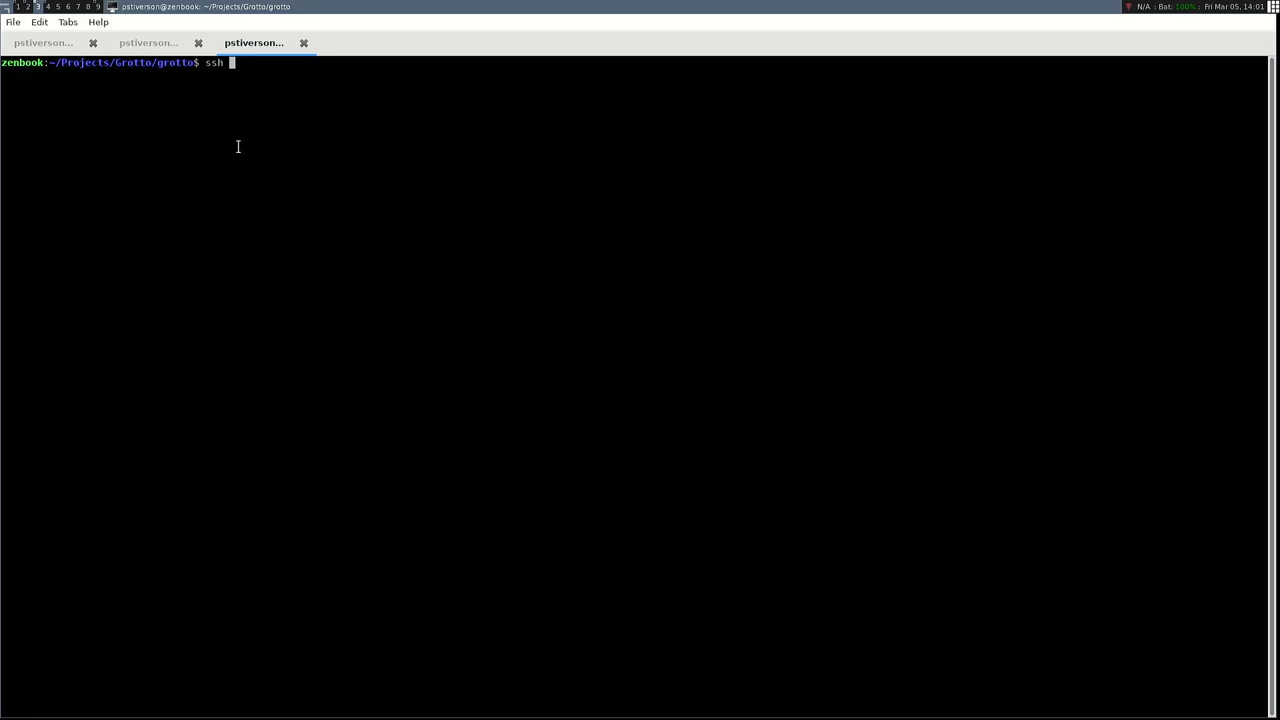 1 2 3 4 5 6 7 8 9 pstiverson@zenbook: ~/Projects/Grotto/grotto N/A : Bat: 100% : Fri Mar 05, 14:01
File Edit Tabs Help
pstiverson... pstiverson... pstiverson...
zenbook:~/Projects/Grotto/grotto$ ssh